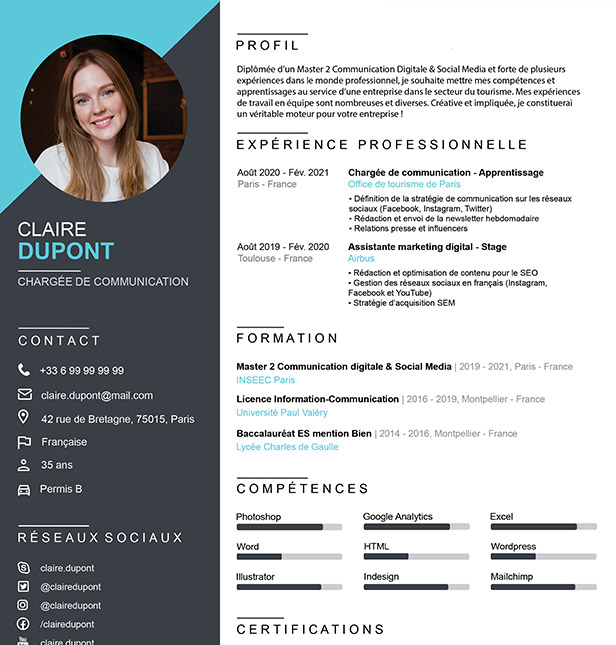 CLAIRE
DUPONT
CHARGÉE DE COMMUNICATION
CONTACT
+33 6 99 99 99 99
claire.dupont@mail.com
42 rue de Bretagne, 75015, Paris
Française
35 ans
Permis B
RÉSEAUX SOCIAUX
claire.dupont
@clairedupont
@clairedupont
/clairedupont
claire.dupont
PROFIL
Diplômée d'un Master 2 Communication Digitale & Social Media et forte de plusieurs
expériences dans le monde professionnel, je souhaite mettre mes compétences et
apprentissages au service d'une entreprise dans le secteur du tourisme. Mes expériences
de travail en équipe sont nombreuses et diverses. Créative et impliquée, je constituerai
un véritable moteur pour votre entreprise !
EXPÉRIENCE PROFESSIONNELLE
Août 2020 - Fév. 2021 Chargée de communication - Apprentissage
Paris - France Office de tourisme de Paris
• Définition de la stratégie de communication sur les réseaux
sociaux (Facebook, Instagram, Twitter)
• Rédaction et envoi de la newsletter hebdomadaire
• Relations presse et influencers
Août 2019 - Fév. 2020 Assistante marketing digital - Stage
Toulouse - France Airbus
• Rédaction et optimisation de contenu pour le SEO
• Gestion des réseaux sociaux en français (Instagram,
Facebook et YouTube)
• Stratégie d'acquisition SEM
FORMATION
Master 2 Communication digitale & Social Media | 2019 - 2021, Paris - France
INSEEC Paris
Licence Information-Communication | 2016 - 2019, Montpellier - France
Université Paul Valéry
Baccalauréat ES mention Bien | 2014 - 2016, Montpellier - France
Lycée Charles de Gaulle
COMPÉTENCES
Photoshop Google Analytics Excel
Word HTML Wordpress
Illustrator Indesign Mailchimp
CERTIFICATIONS